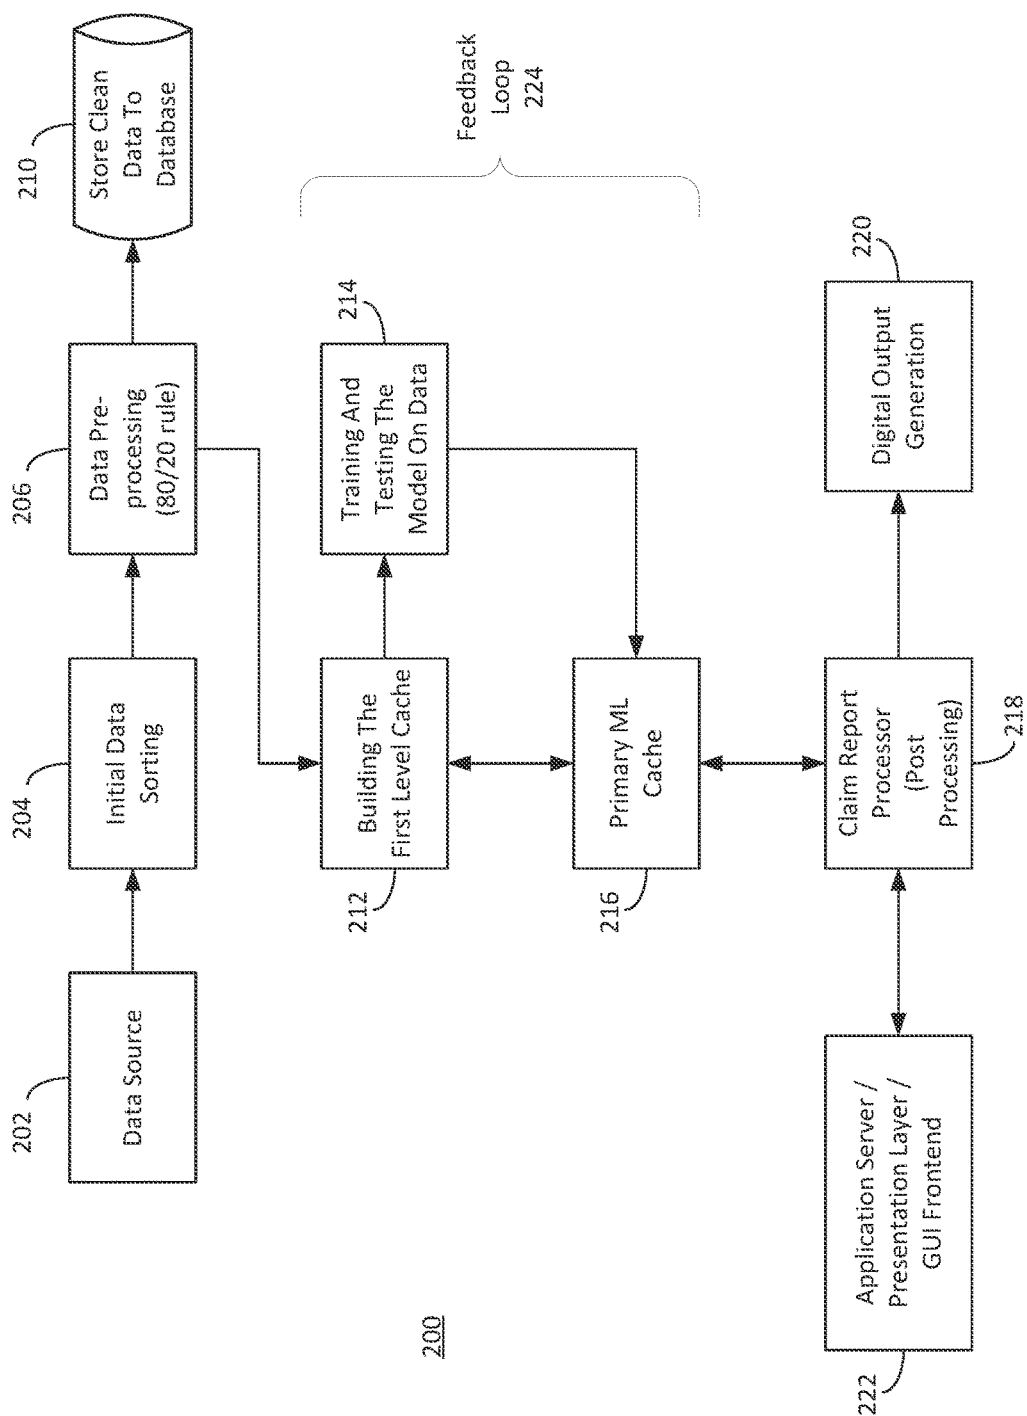 202
Data Source
204
Initial Data
Sorting
206
Data Pre-
processing
(80/20 rule)
210
Store Clean
Data To
Database
212
Building The
First Level Cache
214
Training And
Testing The
Model On Data
Feedback
Loop
224
216
Primary ML
Cache
222
Application Server /
Presentation Layer /
GUI Frontend
Claim Report
Processor
(Post
Processing)
218
220
Digital Output
Generation
200